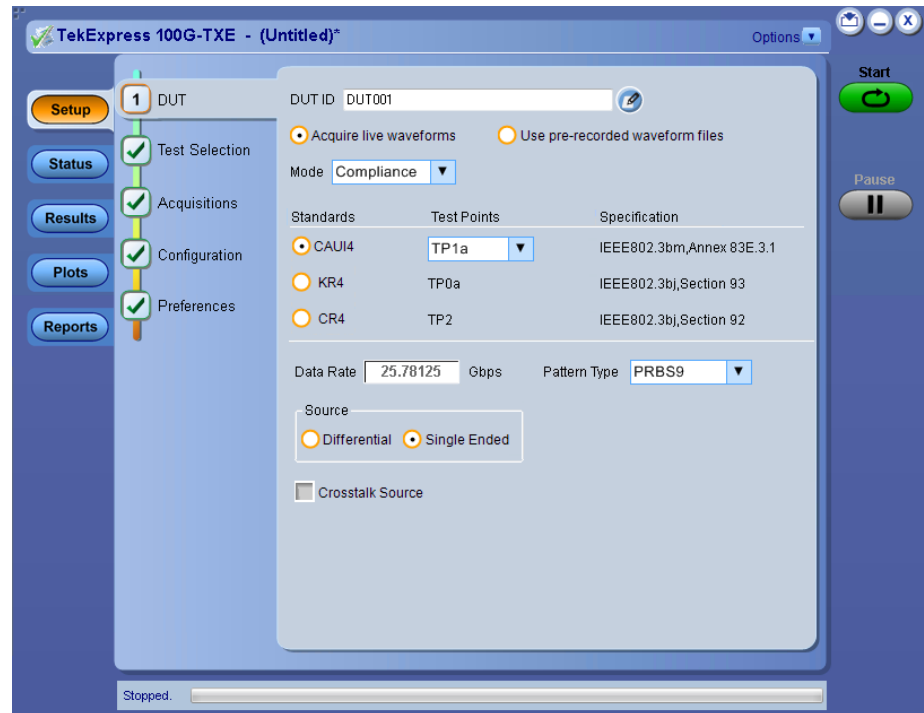 TekExpress 100G-TXE - (Untitled)*
Options
Start
Pause
Setup
Status
Results
Plots
Reports
1 DUT
Test Selection
Acquisitions
Configuration
Preferences
DUT ID DUT001
Acquire live waveforms Use pre-recorded waveform files
Mode Compliance
Standards Test Points Specification
CAUI4 TP1a IEEE802.3bm,Annex 83E.3.1
KR4 TP0a IEEE802.3bj,Section 93
CR4 TP2 IEEE802.3bj,Section 92
Data Rate 25.78125 Gbps Pattern Type PRBS9
Source
Differential Single Ended
Crosstalk Source
Stopped.